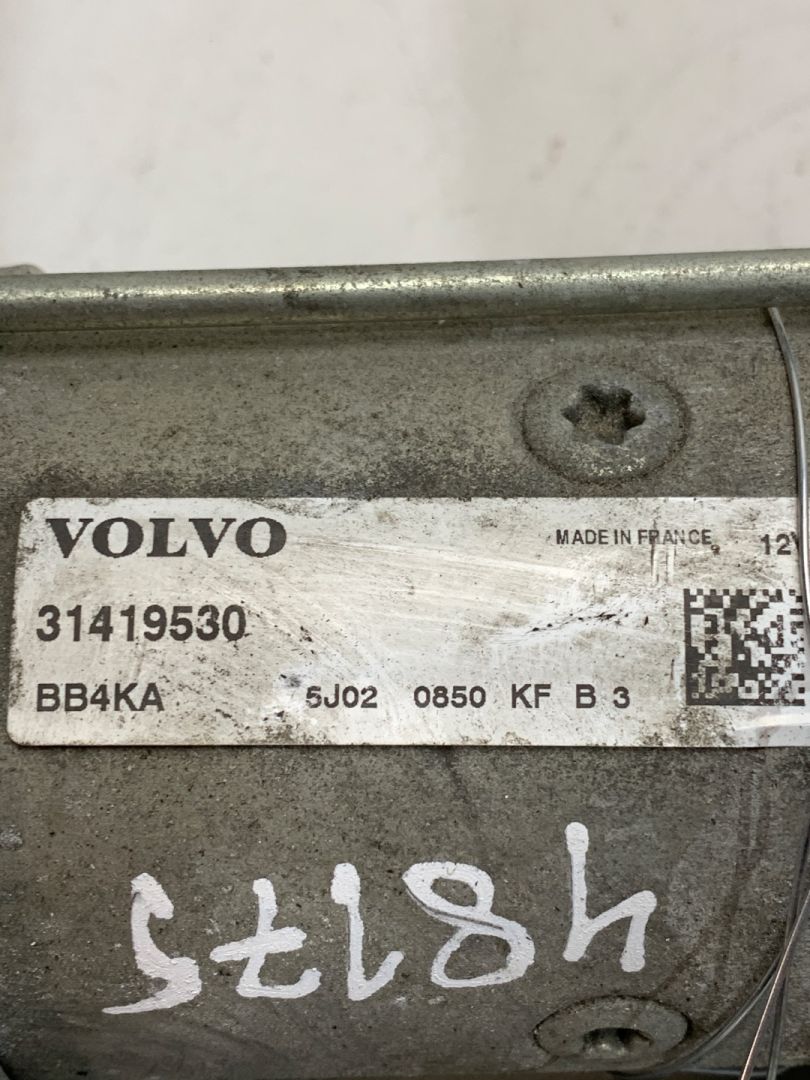 VOLVO
MADE IN FRANCE 12V
31419530
BB4KA 5J02 0850 KF B 3
48175